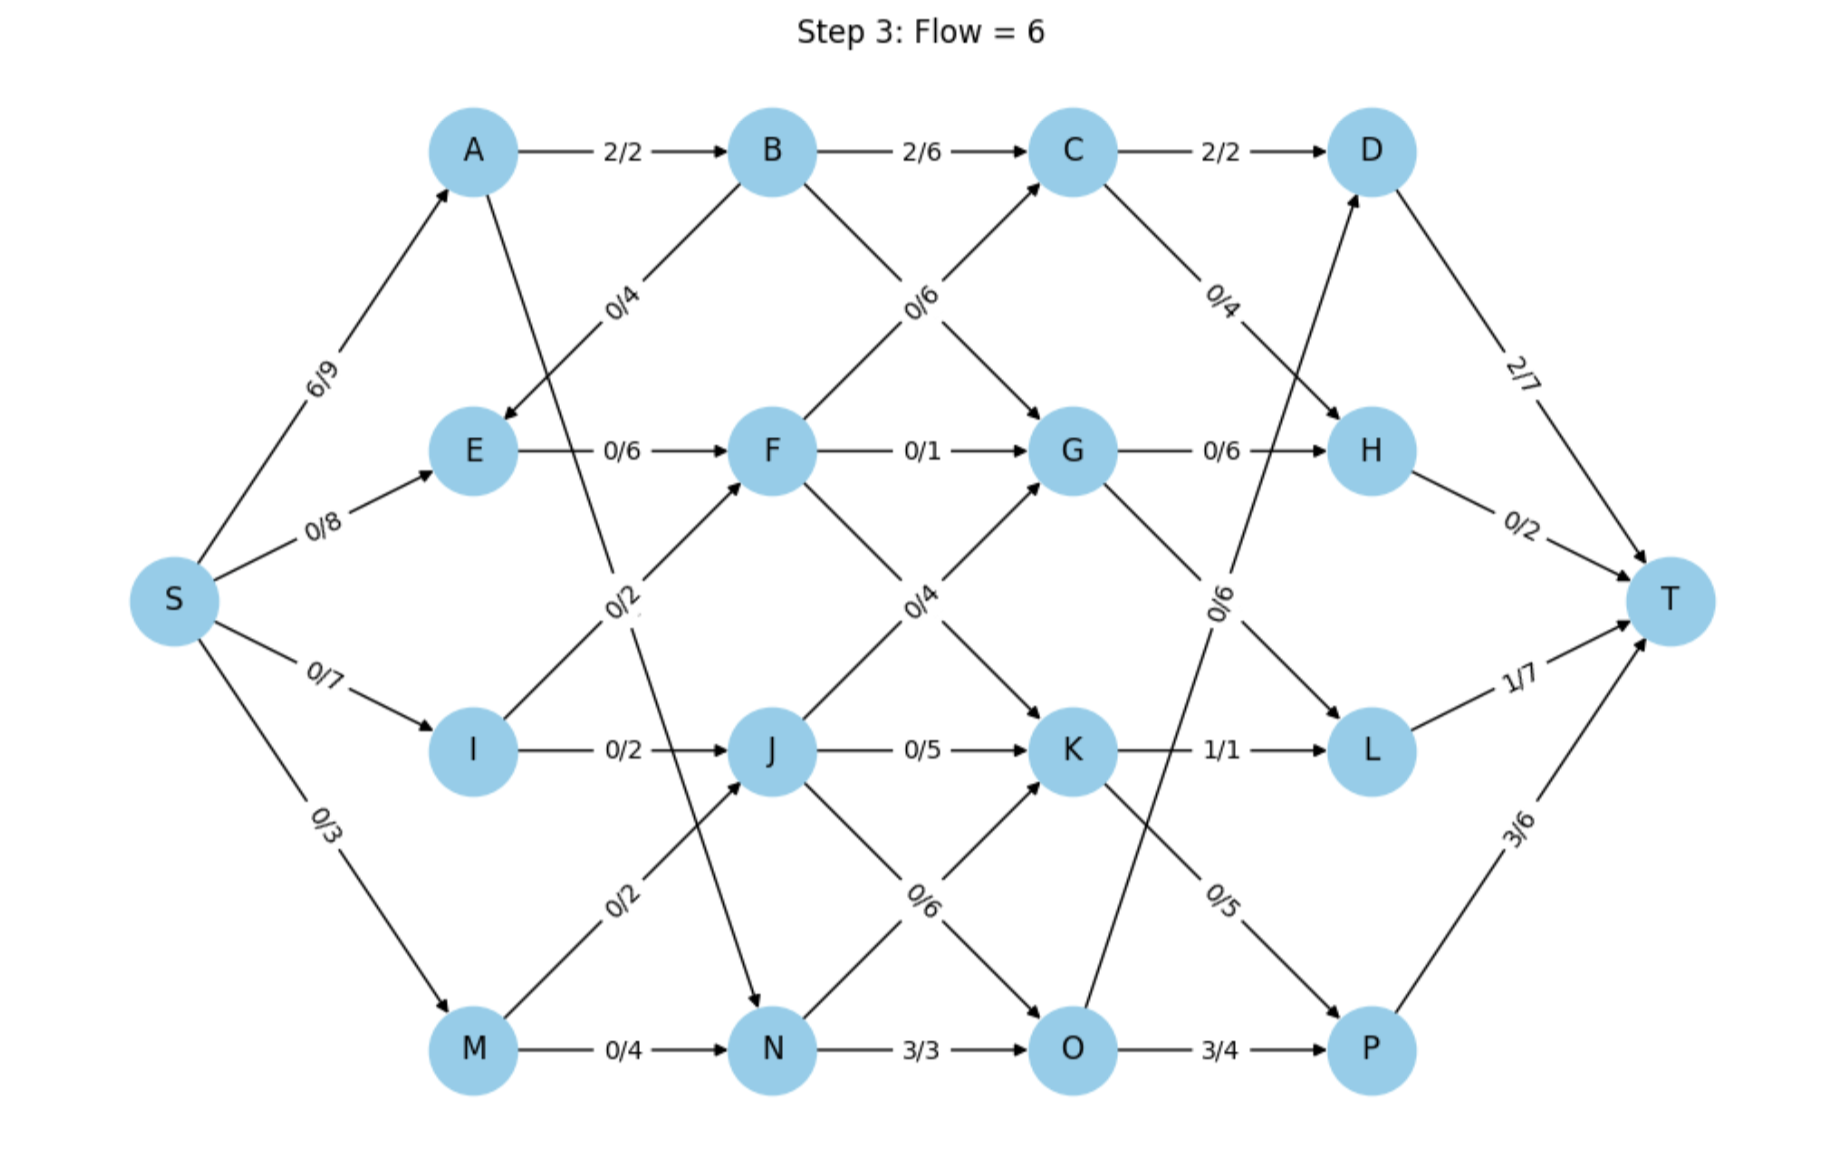 Step 3: Flow = 6
A 2/2 B 2/6 C 2/2 D
0/4 0/6 0/4
6/9 2/7
E 0/6 F 0/1 G 0/6 H
0/8 0/2
S 0/2 0/4 0/6 T
0/7 1/7
I 0/2 J 0/5 K 1/1 L
0/3 3/6
0/2 0/6 0/5
M 0/4 N 3/3 O 3/4 P